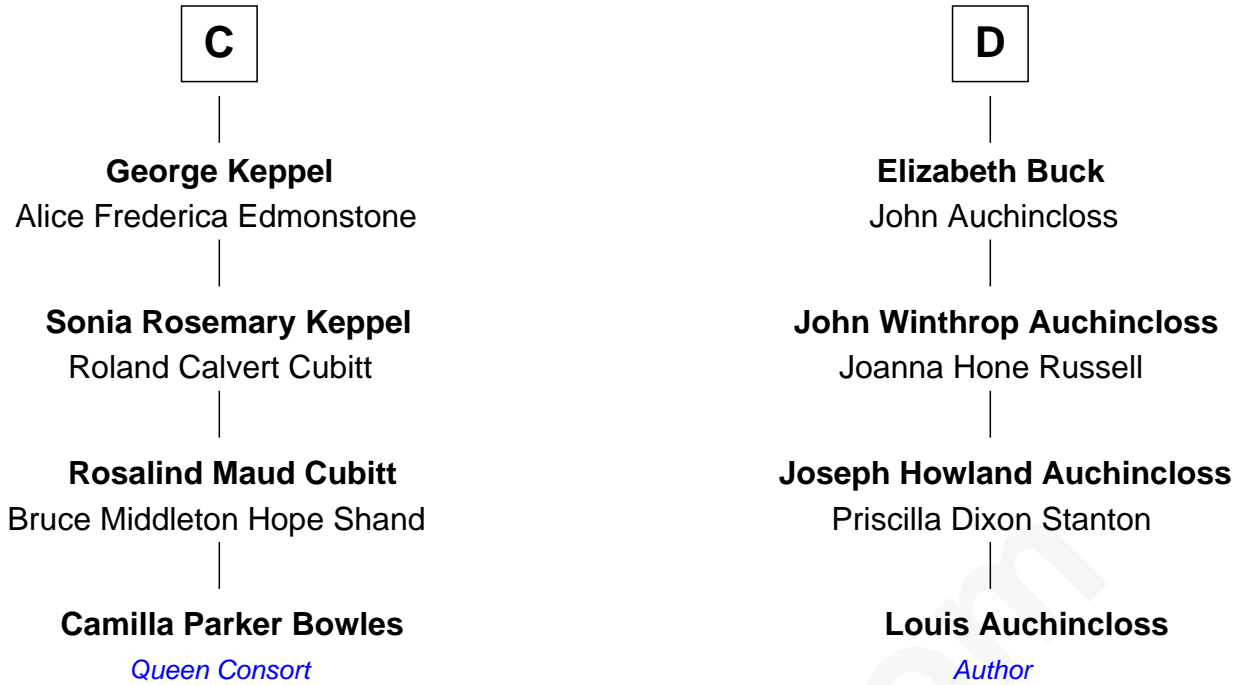 C
George Keppel
Alice Frederica Edmonstone
Sonia Rosemary Keppel
Roland Calvert Cubitt
Rosalind Maud Cubitt
Bruce Middleton Hope Shand
Camilla Parker Bowles
Queen Consort
D
Elizabeth Buck
John Auchincloss
John Winthrop Auchincloss
Joanna Hone Russell
Joseph Howland Auchincloss
Priscilla Dixon Stanton
Louis Auchincloss
Author